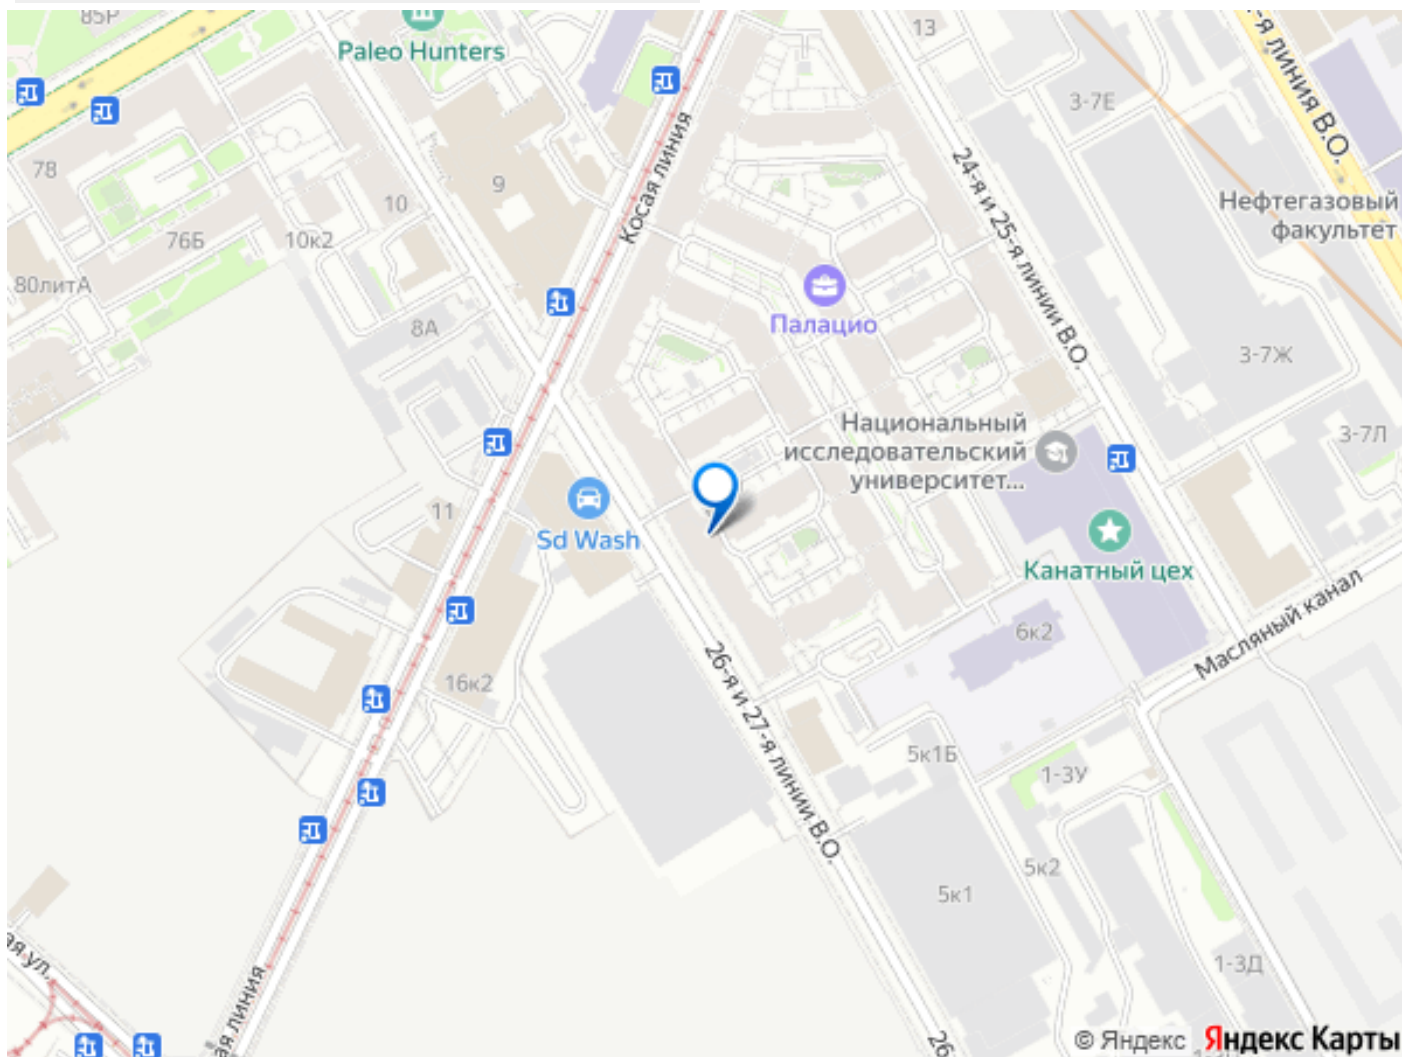 85Р
Paleo Hunters
13
3-7Е
-я линия В.О.
78
9
10
Косая линия
24-я и 25-я линии В.О.
Нефтегазовый
факультет
76Б
10к2
80литА
8А
Палацио
3-7Ж
3-7Л
Национальный
исследовательский
университет...
11
Sd Wash
Канатный цех
Масляный канал
6к2
16к2
26-я и 27-я линии В.О.
5к1Б
1-3У
5к2
5к1
1-3Д
ая ул.
ая линия
26
© Яндекс Яндекс Карты